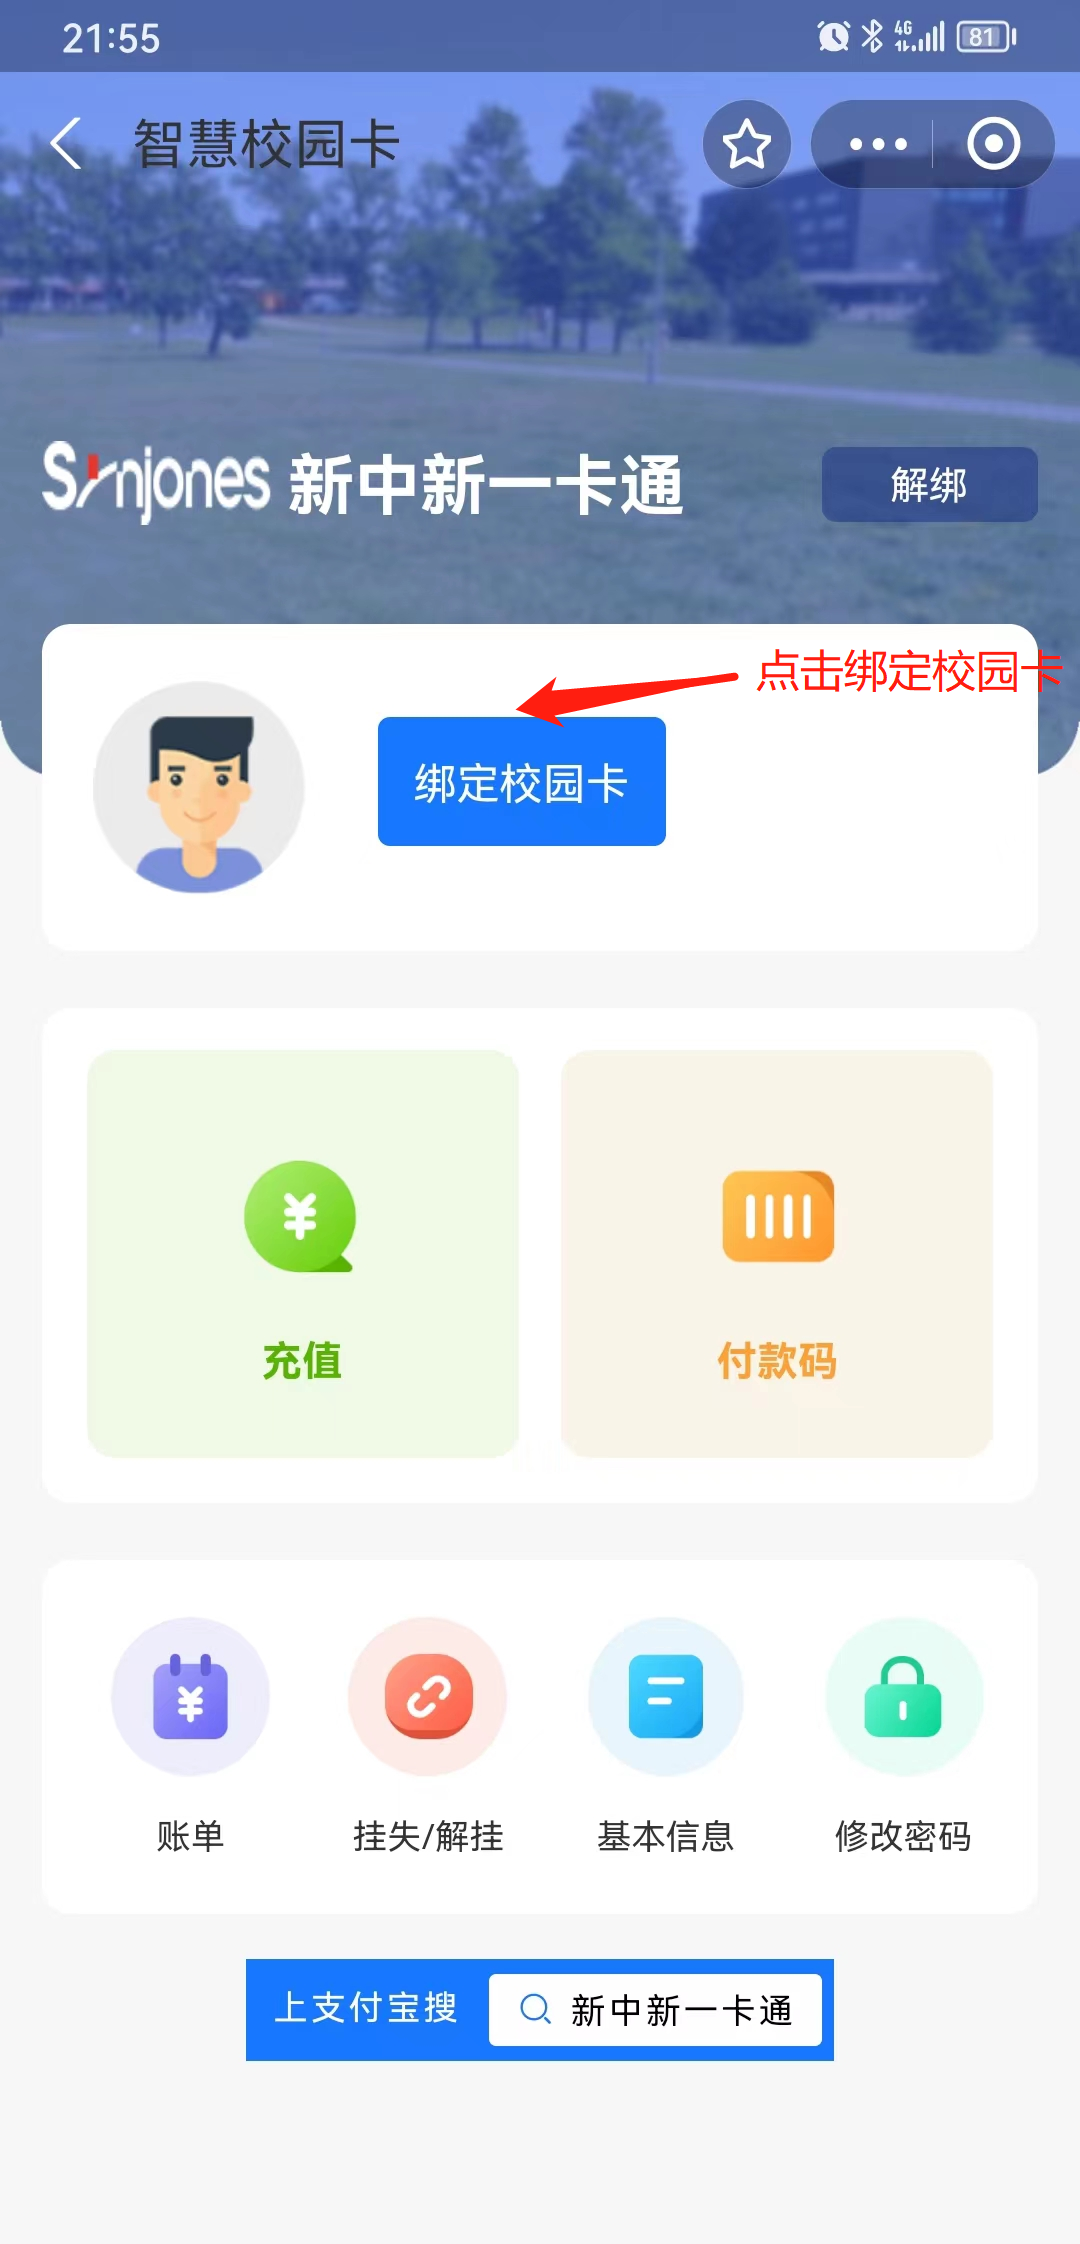 21:55
4G
81
智慧校园卡
Synjones 新中新一卡通
解绑
点击绑定校园卡
绑定校园卡
充值
付款码
账单
挂失/解挂
基本信息
修改密码
上支付宝搜
新中新一卡通